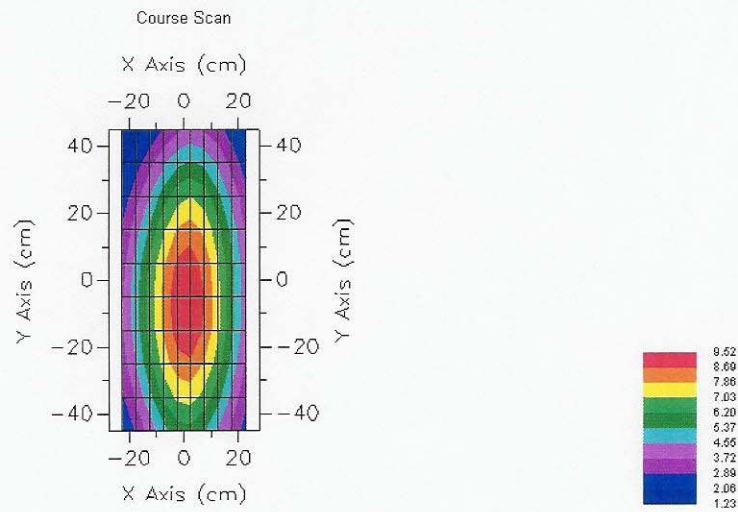 Course Scan
X Axis (cm)
−20 0 20
40 40
20 20
0 0
−20 −20
−40 −40
Y Axis (cm) Y Axis (cm)
−20 0 20
X Axis (cm)
9.52
8.69
7.86
7.03
6.20
5.37
4.55
3.72
2.89
2.06
1.23